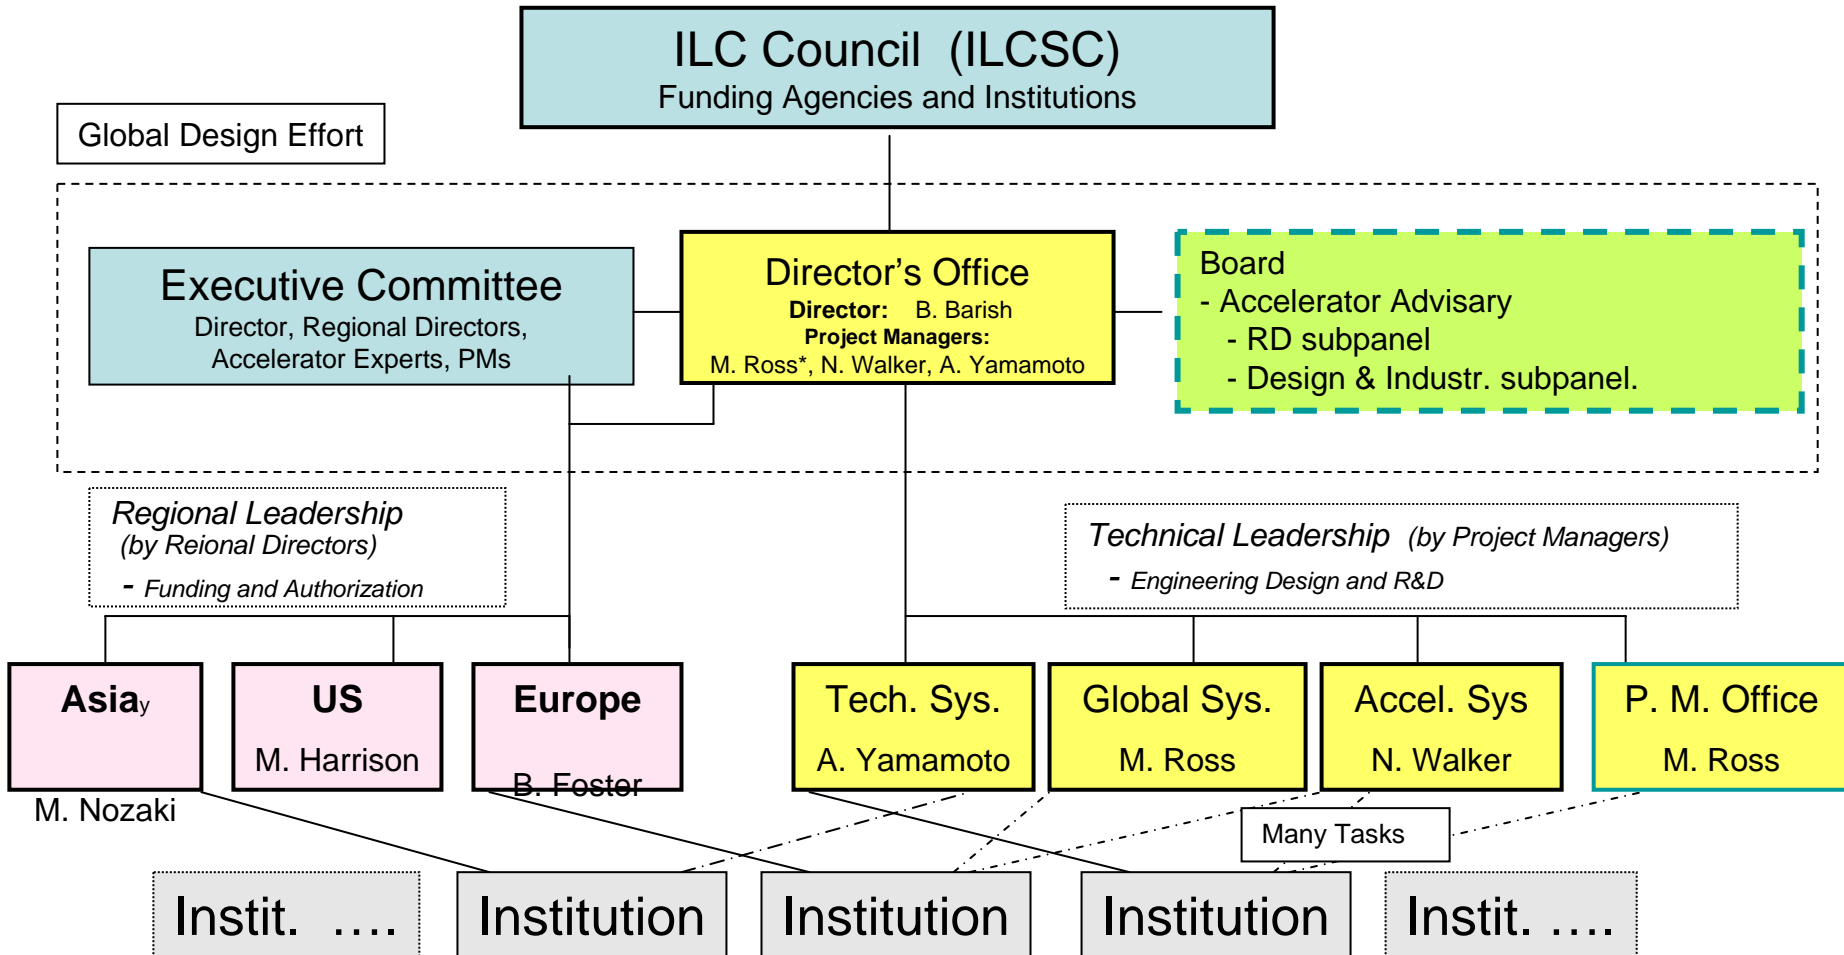 ILC Council (ILCSC)
Funding Agencies and Institutions
Global Design Effort
Executive Committee
Director, Regional Directors,
Accelerator Experts, PMs
Director's Office
Director: B. Barish
Project Managers:
M. Ross*, N. Walker, A. Yamamoto
Board
- Accelerator Advisary
- RD subpanel
- Design & Industr. subpanel.
Regional Leadership
(by Reional Directors)
- Funding and Authorization
Technical Leadership (by Project Managers)
- Engineering Design and R&D
Asiay
M. Nozaki
US
M. Harrison
Europe
B. Foster
Tech. Sys.
A. Yamamoto
Global Sys.
M. Ross
Accel. Sys
N. Walker
P. M. Office
M. Ross
Many Tasks
Instit. ....
Institution
Institution
Institution
Instit. ....